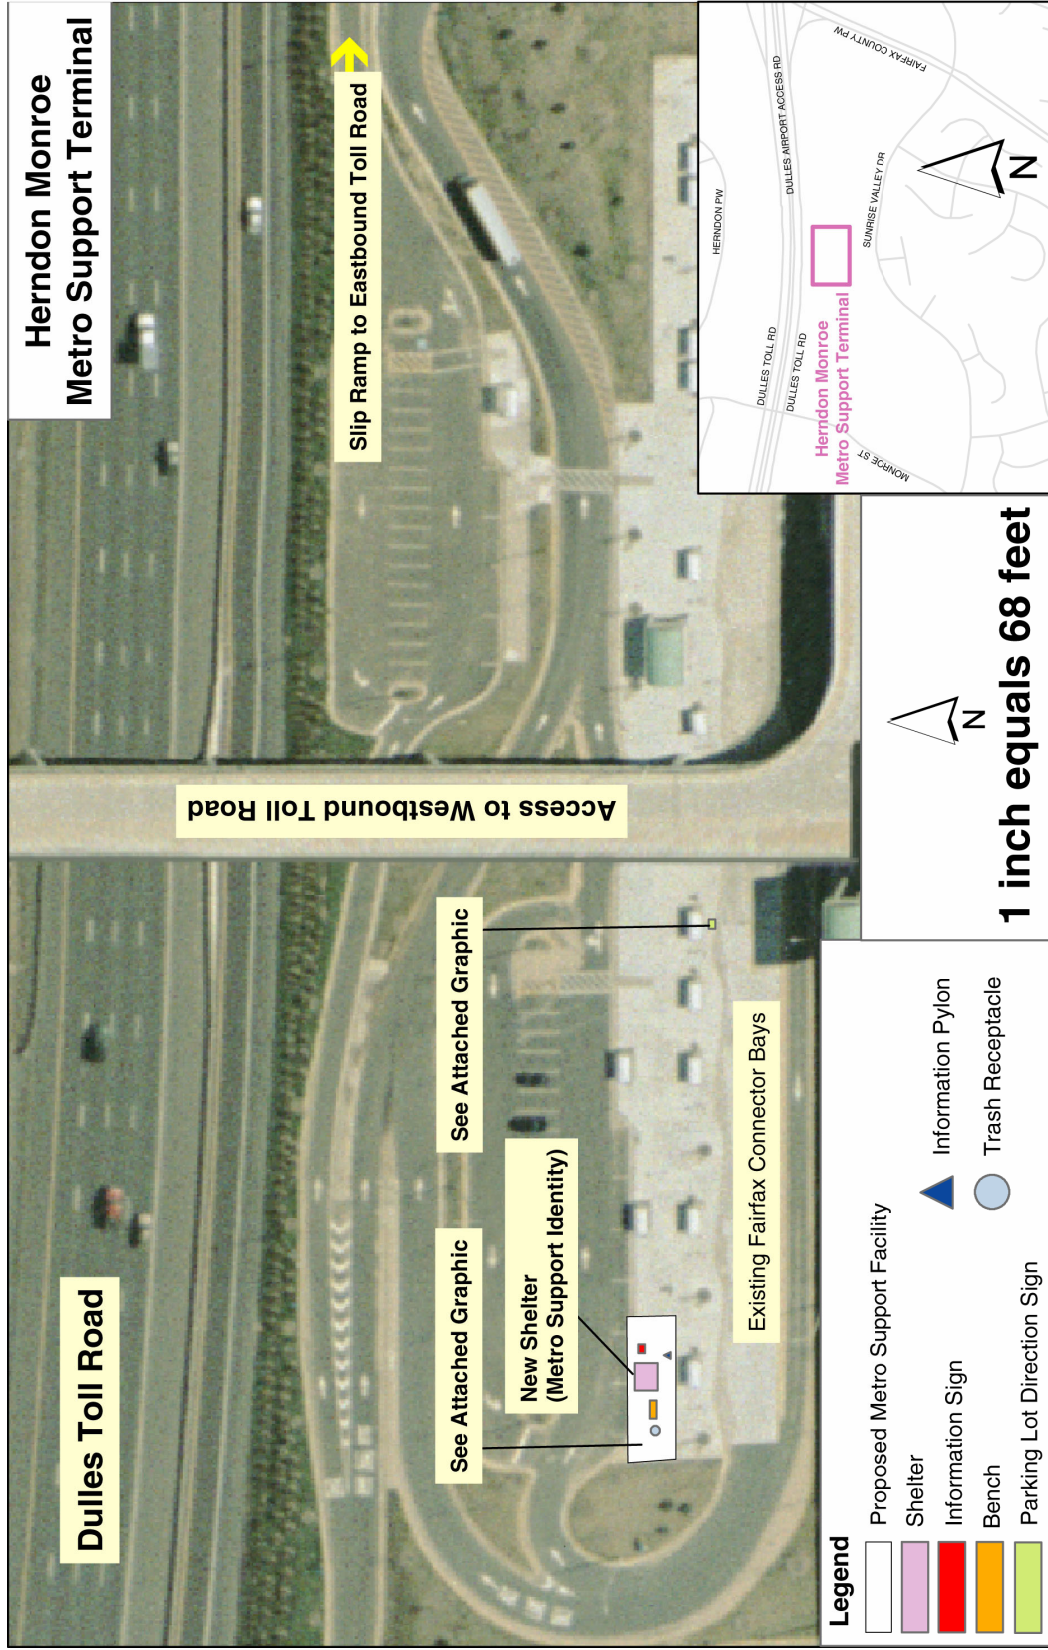 Herndon Monroe
Metro Support Terminal
Dulles Toll Road
Slip Ramp to Eastbound Toll Road
Access to Westbound Toll Road
See Attached Graphic
See Attached Graphic
New Shelter
(Metro Support Identity)
Existing Fairfax Connector Bays
Legend
Proposed Metro Support Facility
Shelter
Information Sign
Bench
Parking Lot Direction Sign
Information Pylon
Trash Receptacle
N
1 inch equals 68 feet
HERNDON PW
FAIRFAX COUNTY PW
DULLES AIRPORT ACCESS RD
DULLES TOLL RD
DULLES TOLL RD
SUNRISE VALLEY DR
MONROE ST
Herndon Monroe
Metro Support Terminal
N